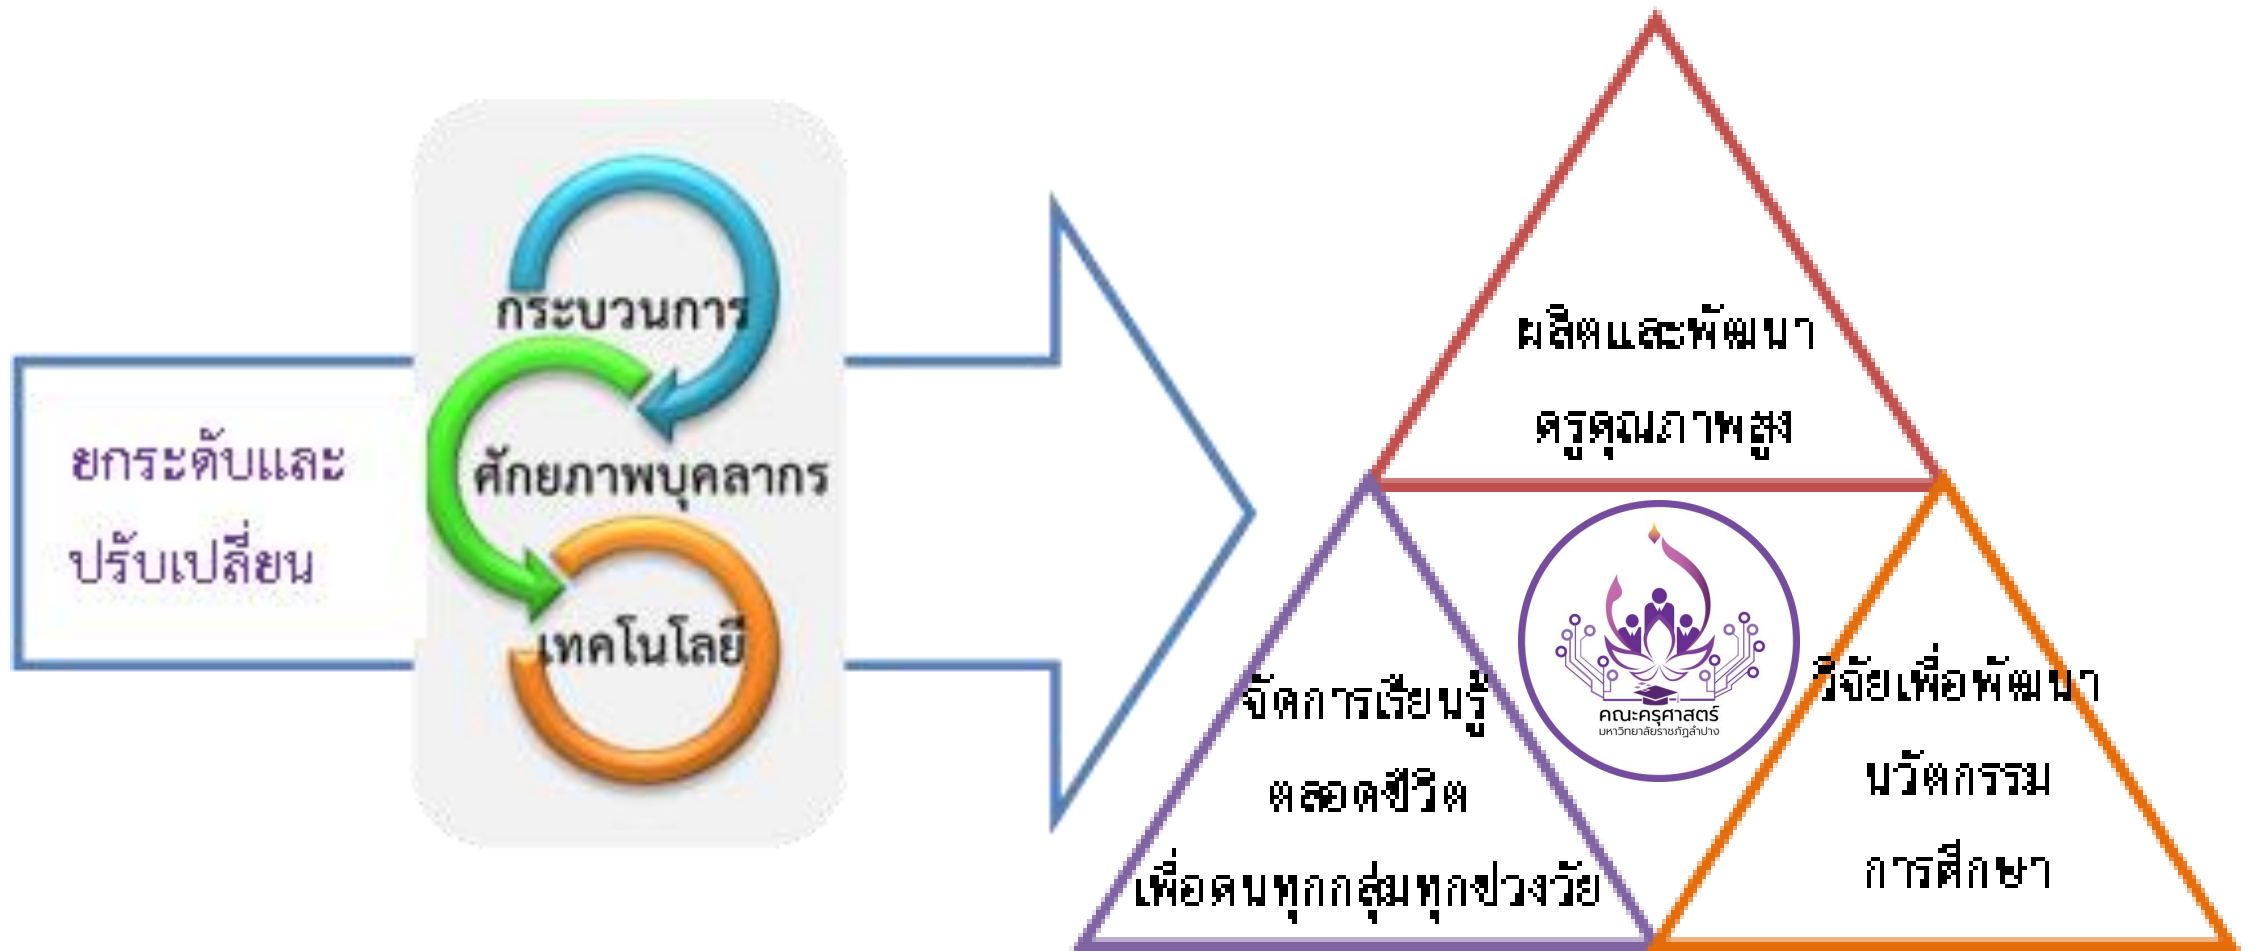 ยกระดับและ
ปรับเปลี่ยน
กระบวนการ
ศักยภาพบุคลากร
เทคโนโลยี
ผลิตและพัฒนา
ครูคุณภาพสูง
จัดการเรียนรู้
ตลอดชีวิต
เพื่อคนทุกกลุ่มทุกช่วงวัย
คณะครุศาสตร์
มหาวิทยาลัยราชภัฏลำปาง
วิจัยเพื่อพัฒนา
นวัตกรรม
การศึกษา